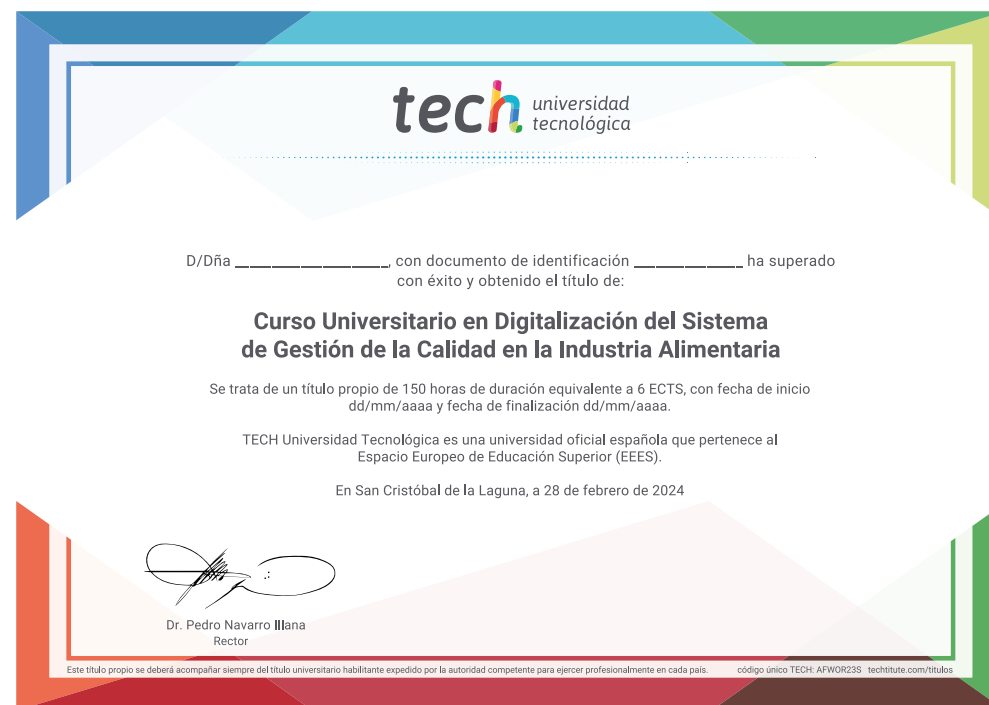 tech universidad
tecnológica
D/Dña ____________________, con documento de identificación ______________ ha superado
con éxito y obtenido el título de:
Curso Universitario en Digitalización del Sistema
de Gestión de la Calidad en la Industria Alimentaria
Se trata de un título propio de 150 horas de duración equivalente a 6 ECTS, con fecha de inicio
dd/mm/aaaa y fecha de finalización dd/mm/aaaa.
TECH Universidad Tecnológica es una universidad oficial española que pertenece al
Espacio Europeo de Educación Superior (EEES).
En San Cristóbal de la Laguna, a 28 de febrero de 2024
Dr. Pedro Navarro Illana
Rector
Este título propio se deberá acompañar siempre del título universitario habilitante expedido por la autoridad competente para ejercer profesionalmente en cada país. código único TECH: AFWOR23S techtitute.com/titulos